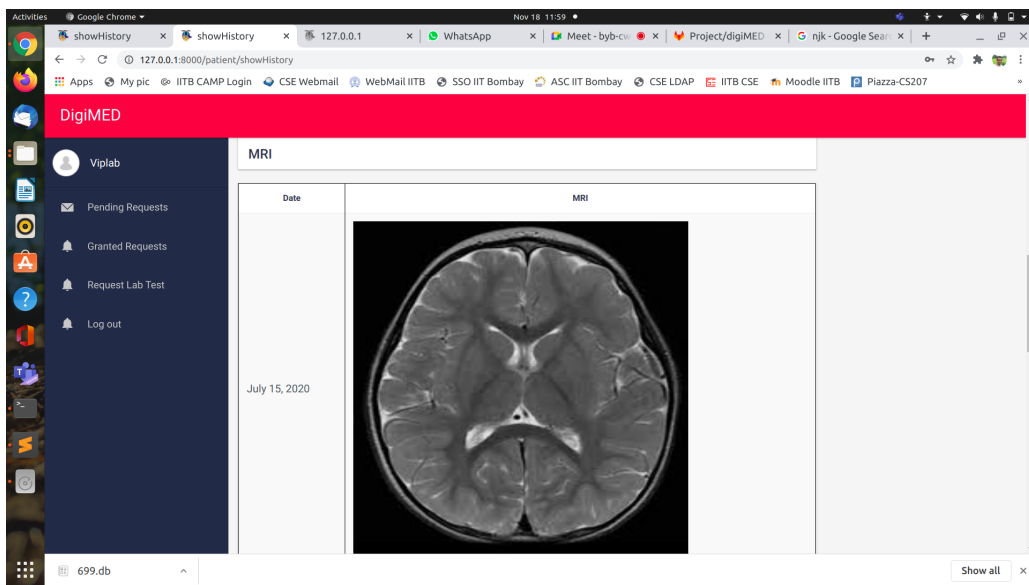 Activities
Google Chrome
Nov 18 11:59
showHistory
showHistory
127.0.0.1
WhatsApp
Meet - byb-cw
Project/digiMED
njk - Google Sear
127.0.0.1:8000/patient/showHistory
Apps
My pic
IITB CAMP Login
CSE Webmail
WebMail IITB
SSO IIT Bombay
ASC IIT Bombay
CSE LDAP
IITB CSE
Moodle IITB
Piazza-CS207
»
DigiMED
Viplab
Pending Requests
Granted Requests
Request Lab Test
Log out
MRI
Date
MRI
July 15, 2020
699.db
Show all